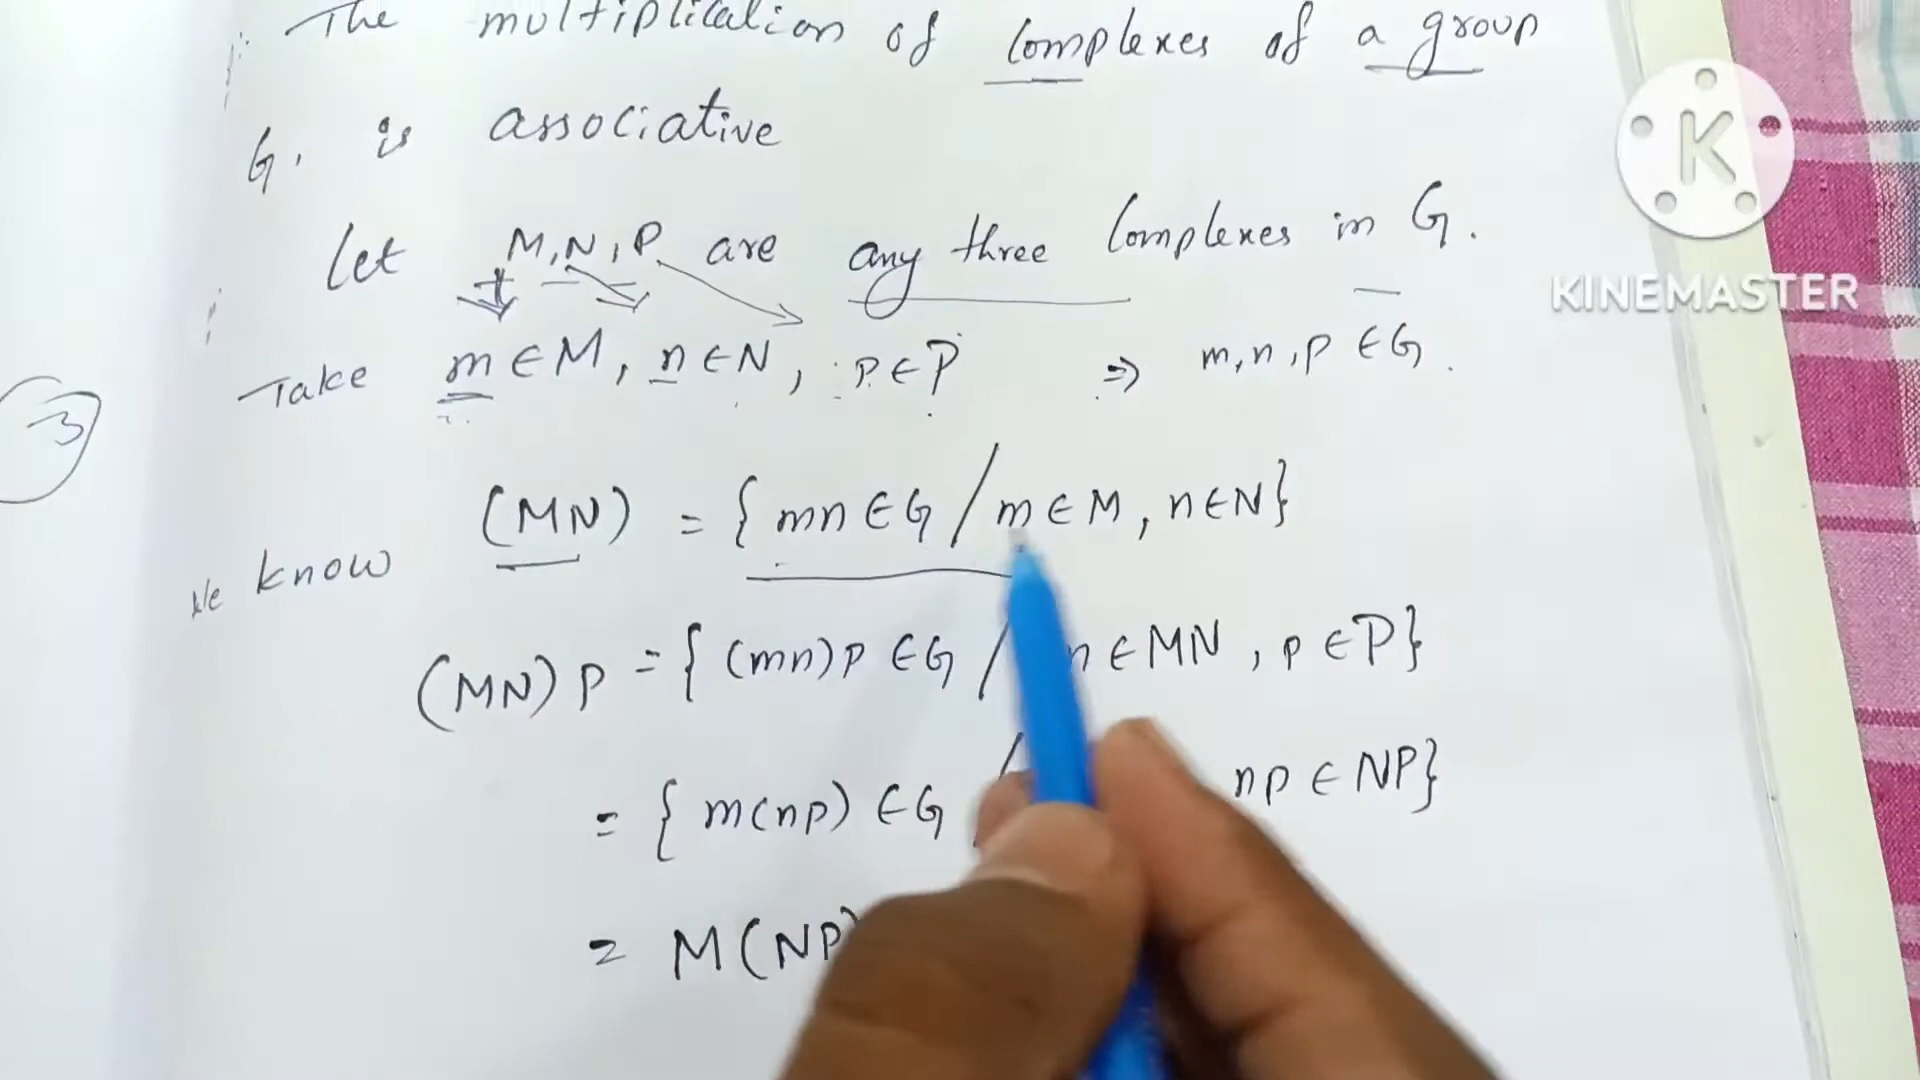 The multiplication of complexes of a group
G. is associative
Let M, N, P are any three complexes in G.
Take m ∈ M, n ∈ N, p ∈ P ⇒ m, n, p ∈ G.
3
We know (MN) = { mn ∈ G / m ∈ M, n ∈ N}
(MN) P = { (mn) p ∈ G / n ∈ MN, p ∈ P}
= { m(np) ∈ G / np ∈ NP}
= M(NP)
K
KINEMASTER